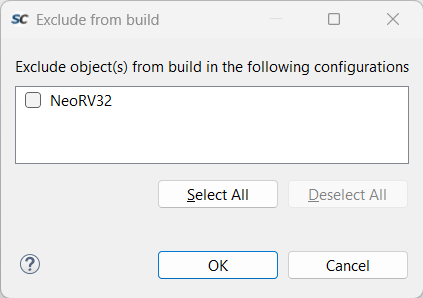 SC Exclude from build
Exclude object(s) from build in the following configurations
NeoRV32
Select All
Deselect All
?
OK
Cancel